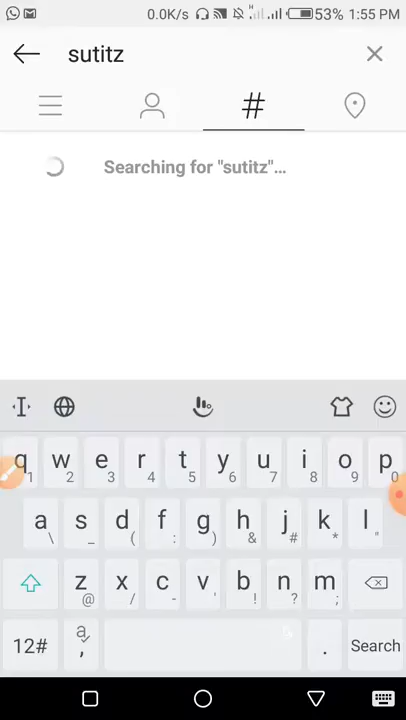 0.0K/s H 53% 1:55 PM
sutitz
#
Searching for "sutitz"...
q w e r t y u i o p
1 2 3 4 5 6 7 8 9 0
a s d f g h j k l
\ _ ( : ) & # * "
z x c v b n m
@ / - ' ! ? ;
12# a , . Search